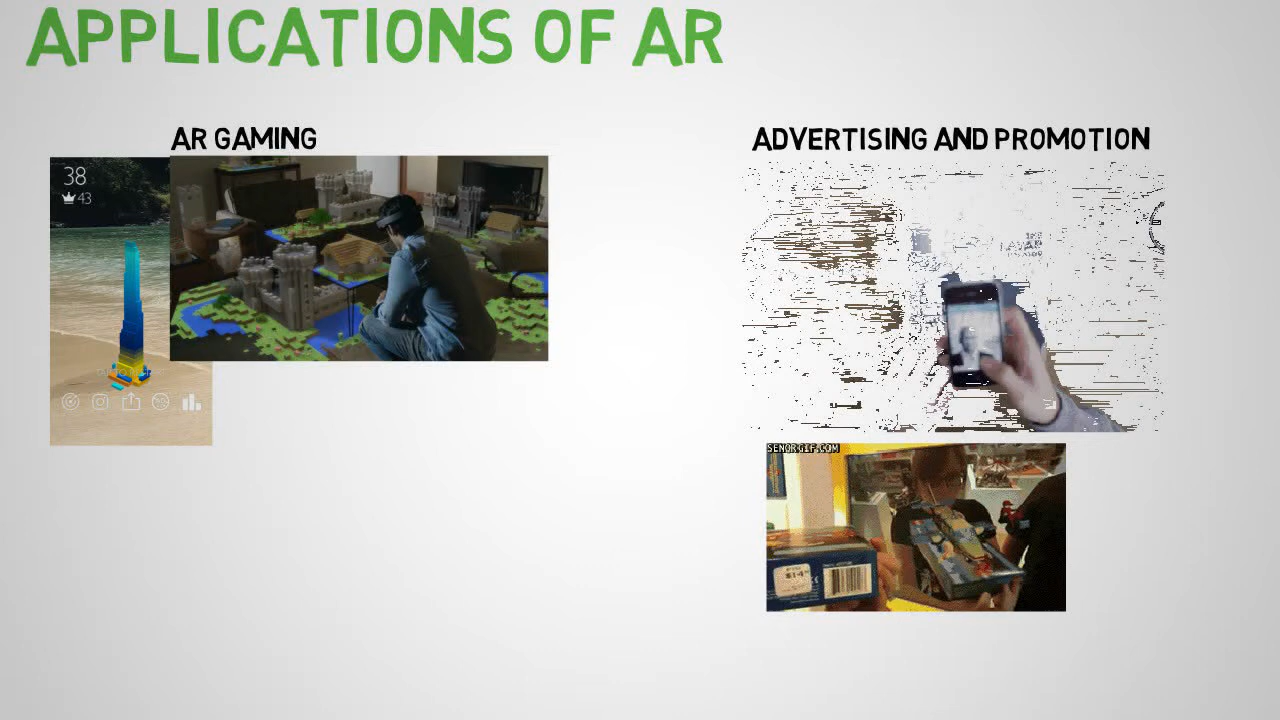 APPLICATIONS OF AR
AR GAMING
38
43
ADVERTISING AND PROMOTION
SENORGIF.COM